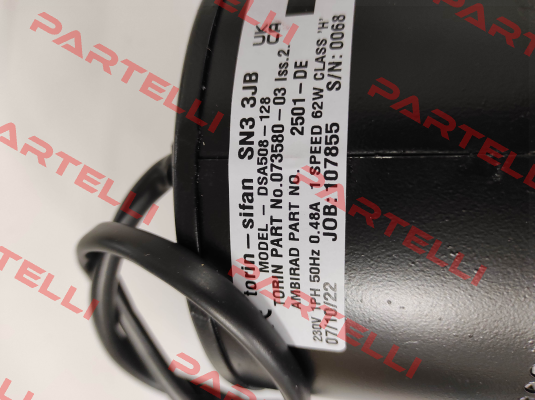 torin-sifan SN3 3JB
UK
CA
MODEL - DSA508-128
TORIN PART No.073580-03 Iss.2.
AMBIRAD PART NO. 2501-DE
230V 1PH 50Hz 0.48A 1 SPEED 62W CLASS 'H'
07/10/22 JOB: 107855 S/N: 0068
PARTELLI
PARTELLI
PARTELLI
PARTELLI
PARTELLI
PARTELLI
PARTELLI